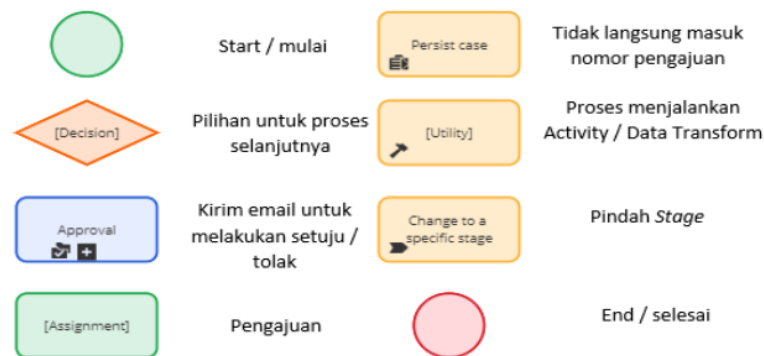 Start / mulai
Persist case
Tidak langsung masuk
nomor pengajuan
[Decision]
Pilihan untuk proses
selanjutnya
[Utility]
Proses menjalankan
Activity / Data Transform
Approval
Kirim email untuk
melakukan setuju /
tolak
Change to a
specific stage
Pindah Stage
[Assignment]
Pengajuan
End / selesai